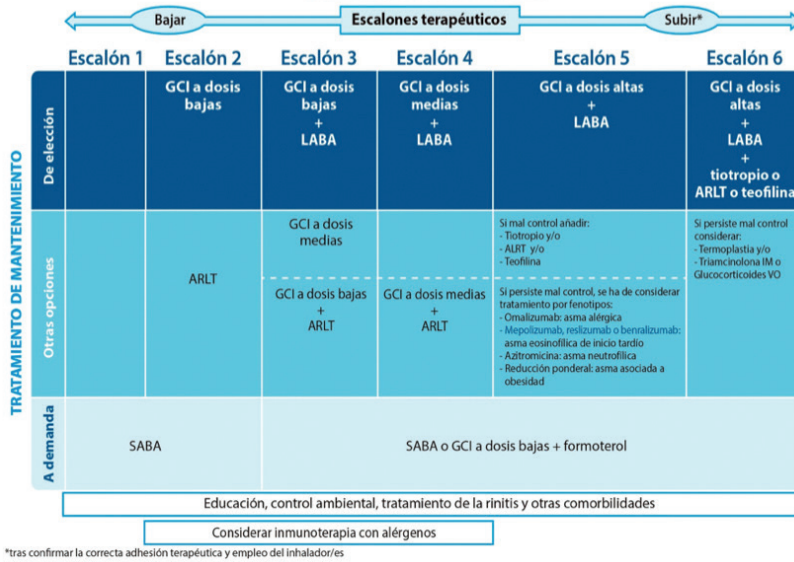 Bajar
Escalones terapéuticos
Subir*
Escalón 1
Escalón 2
Escalón 3
Escalón 4
Escalón 5
Escalón 6
TRATAMIENTO DE MANTENIMIENTO
De elección
GCI a dosis
bajas
GCI a dosis
bajas
+
LABA
GCI a dosis
medias
+
LABA
GCI a dosis altas
+
LABA
GCI a dosis
altas
+
LABA
+
tiotropio o
ARLT o teofilina
Otras opciones
ARLT
GCI a dosis
medias
GCI a dosis bajas
+
ARLT
GCI a dosis medias
+
ARLT
Si mal control añadir:
- Tiotropio y/o
- ALRT y/o
- Teofilina
Si persiste mal control, se ha de considerar
tratamiento por fenotipos:
- Omalizumab: asma alérgica
- Mepolizumab, reslizumab o benralizumab:
asma eosinofílica de inicio tardío
- Azitromicina: asma neutrofílica
- Reducción ponderal: asma asociada a
obesidad
Si persiste mal control
considerar:
- Termoplastia y/o
- Triamcinolona IM o
Glucocorticoides VO
A demanda
SABA
SABA o GCI a dosis bajas + formoterol
Educación, control ambiental, tratamiento de la rinitis y otras comorbilidades
Considerar inmunoterapia con alérgenos
*tras confirmar la correcta adhesión terapéutica y empleo del inhalador/es